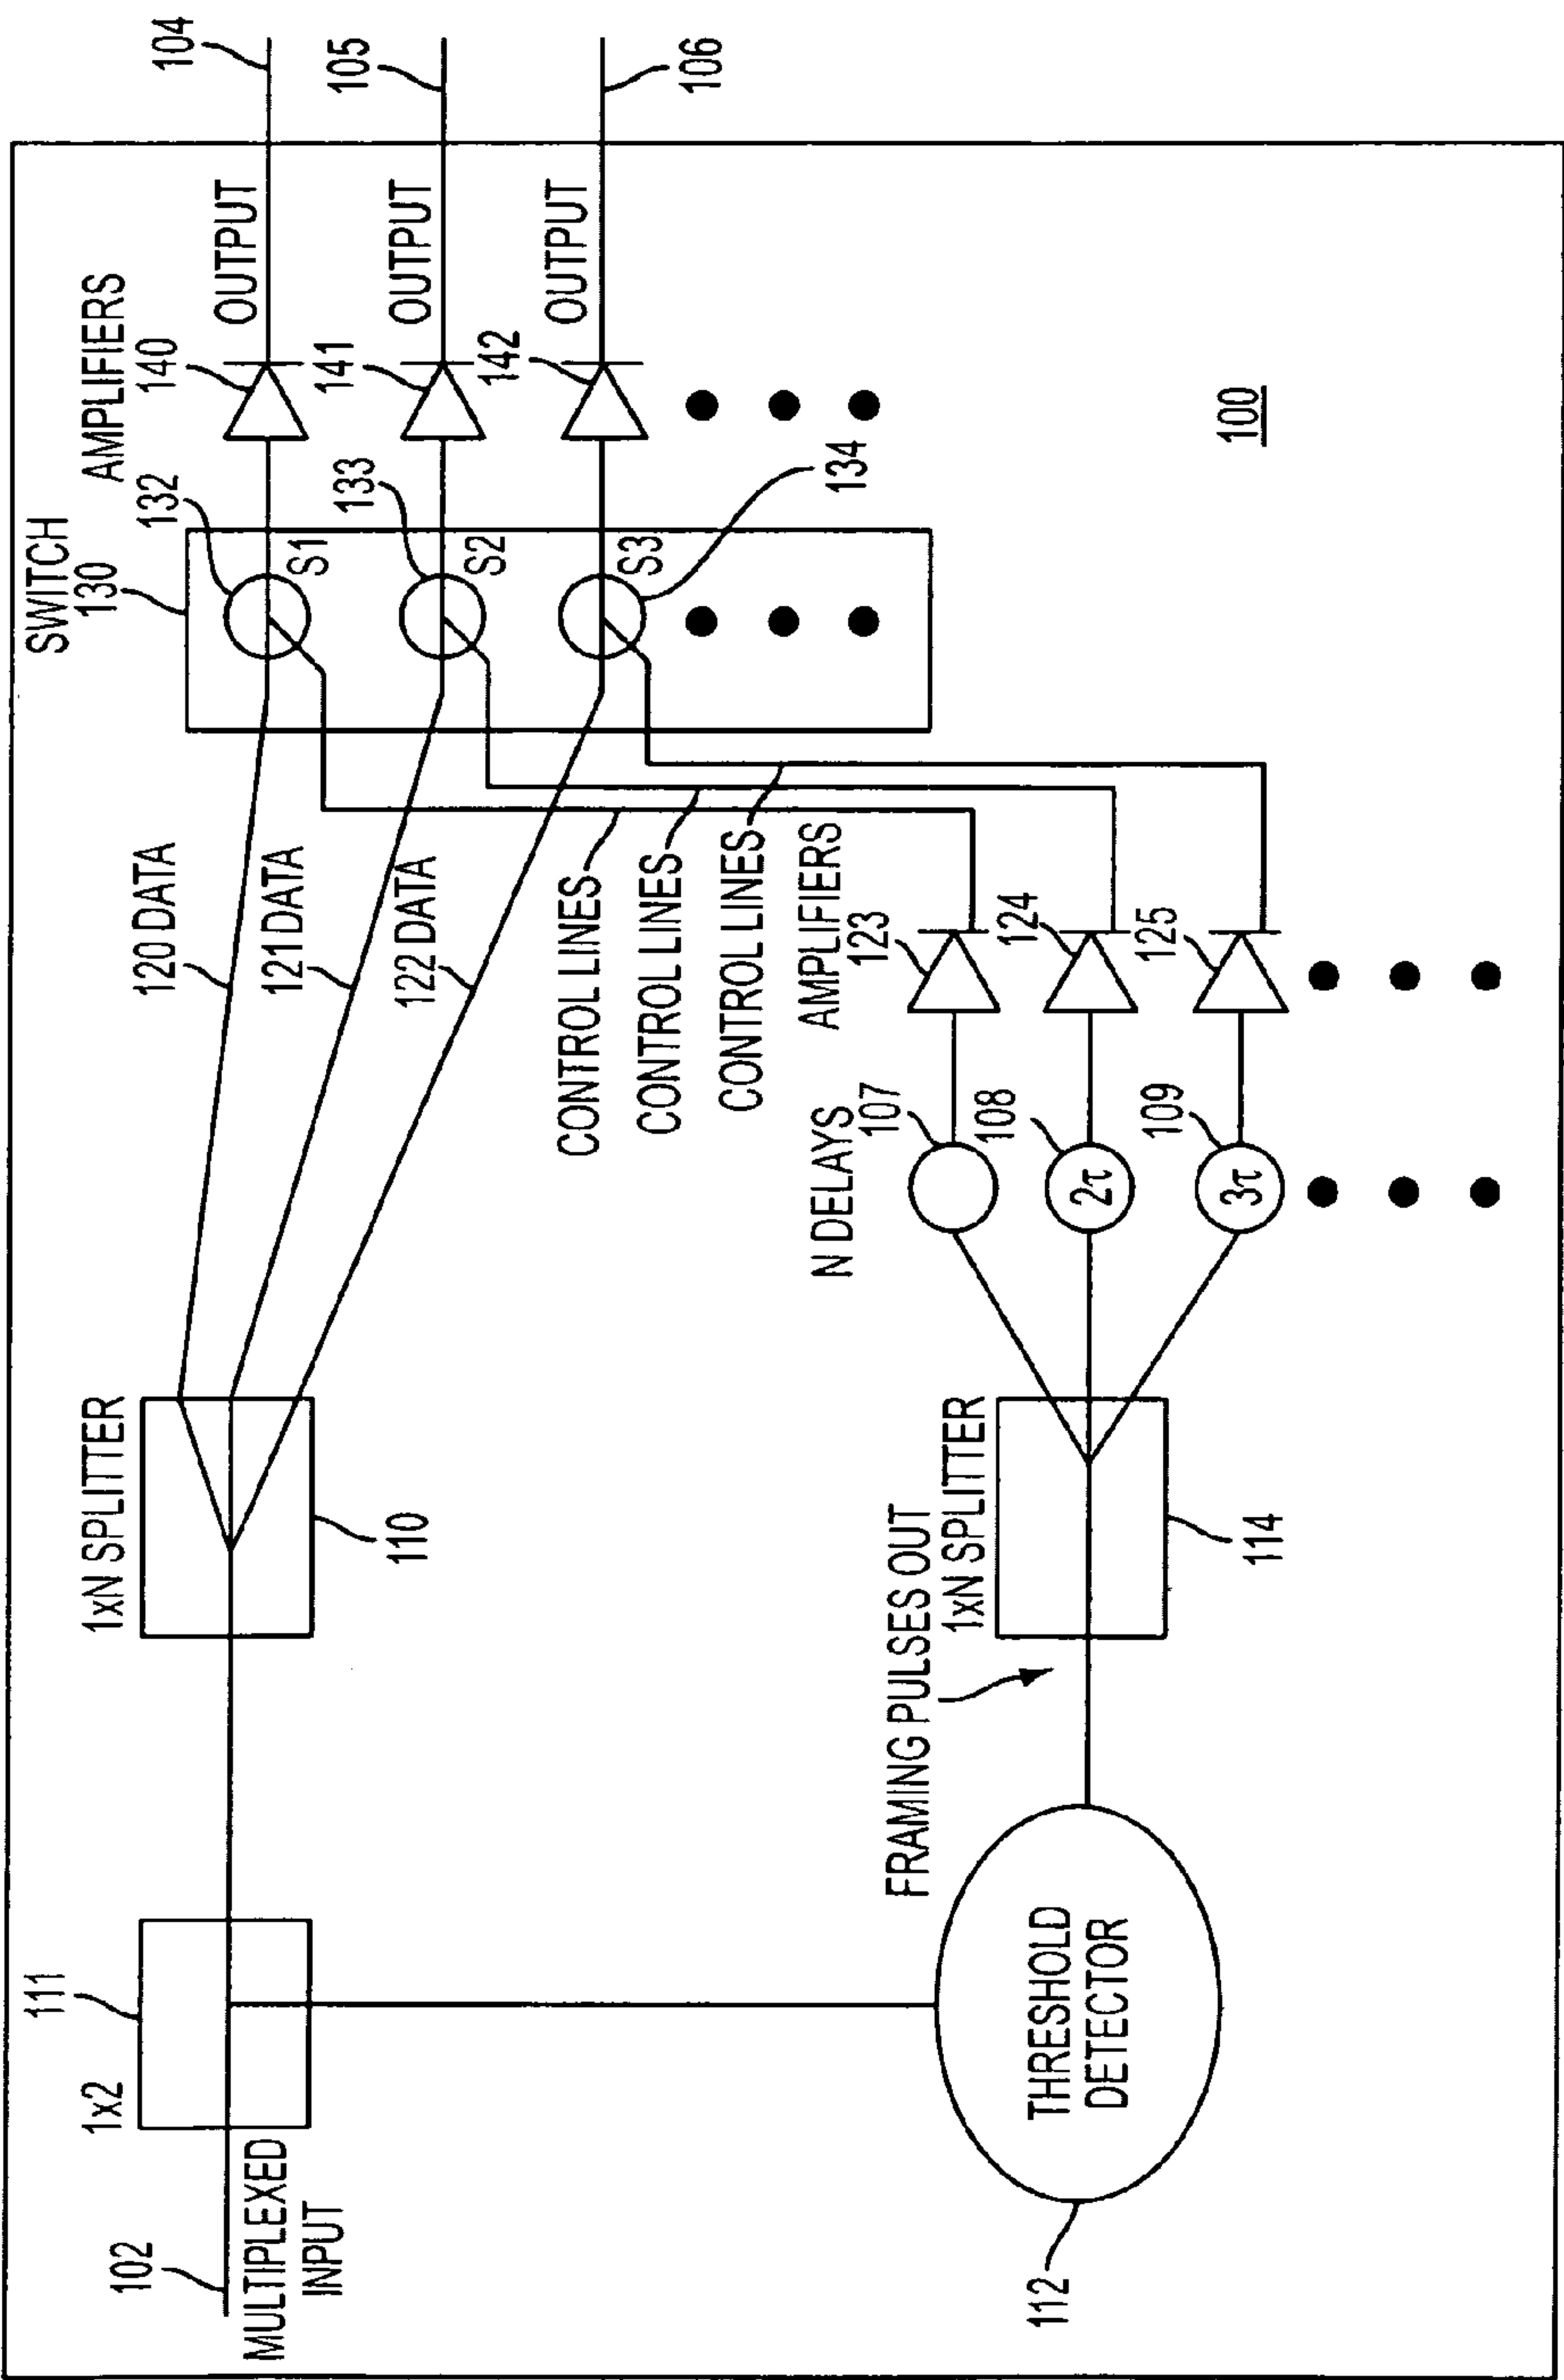 102
MULTIPLEXED
INPUT
1x2
111
1xN SPLITTER
110
120 DATA
121 DATA
122 DATA
SWITCH
130
132
S1
133
S2
S3
134
AMPLIFIERS
140
141
142
OUTPUT
OUTPUT
OUTPUT
104
105
106
CONTROL LINES
CONTROL LINES
CONTROL LINES
THRESHOLD
DETECTOR
112
FRAMING PULSES OUT
1xN SPLITTER
114
N DELAYS
107
108
2τ
109
3τ
AMPLIFIERS
123
124
125
100